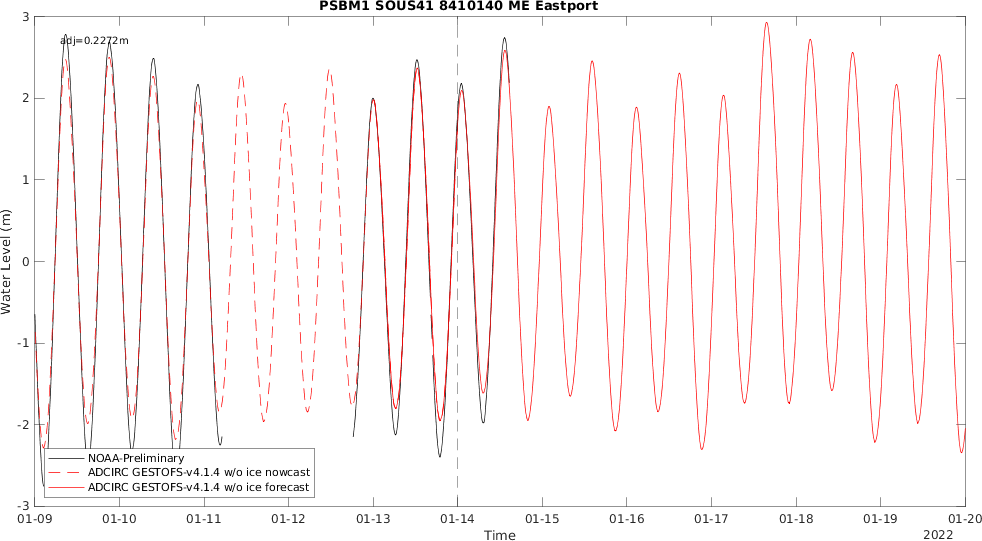 PSBM1 SOUS41 8410140 ME Eastport
adj=0.2272m
3
2
1
0
-1
-2
-3
Water Level (m)
NOAA-Preliminary
ADCIRC GESTOFS-v4.1.4 w/o ice nowcast
ADCIRC GESTOFS-v4.1.4 w/o ice forecast
01-09 01-10 01-11 01-12 01-13 01-14 01-15 01-16 01-17 01-18 01-19 01-20
Time
2022